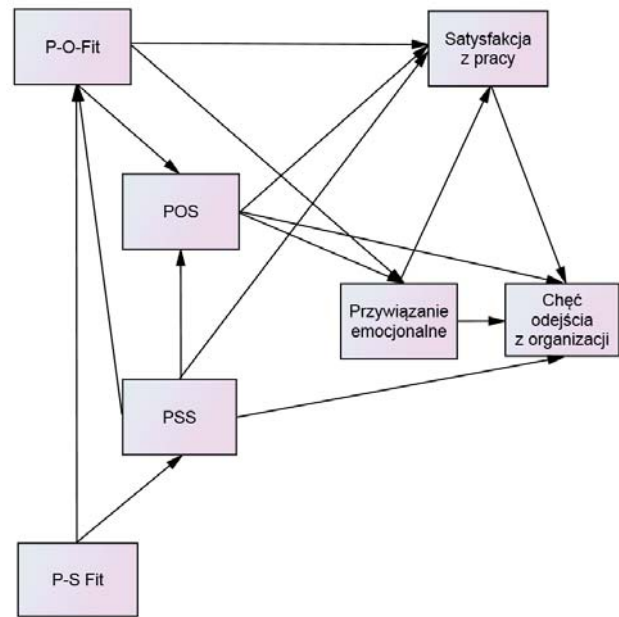 P-O-Fit
Satysfakcja
z pracy
POS
Przywiązanie
emocjonalne
Chęć
odejścia
z organizacji
PSS
P-S Fit